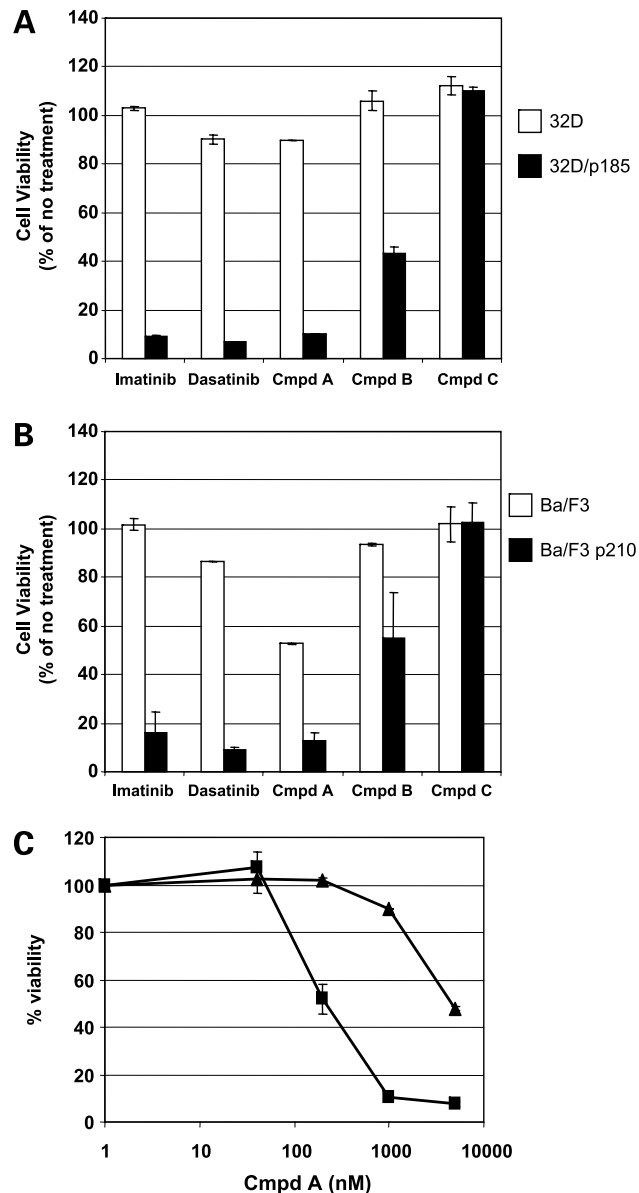 A
Cell Viability
(% of no treatment)
140
120
100
80
60
40
20
0
Imatinib Dasatinib Cmpd A Cmpd B Cmpd C
32D
32D/p185
B
Cell Viability
(% of no treatment)
140
120
100
80
60
40
20
0
Imatinib Dasatinib Cmpd A Cmpd B Cmpd C
Ba/F3
Ba/F3 p210
C
% viability
120
100
80
60
40
20
0
1 10 100 1000 10000
Cmpd A (nM)